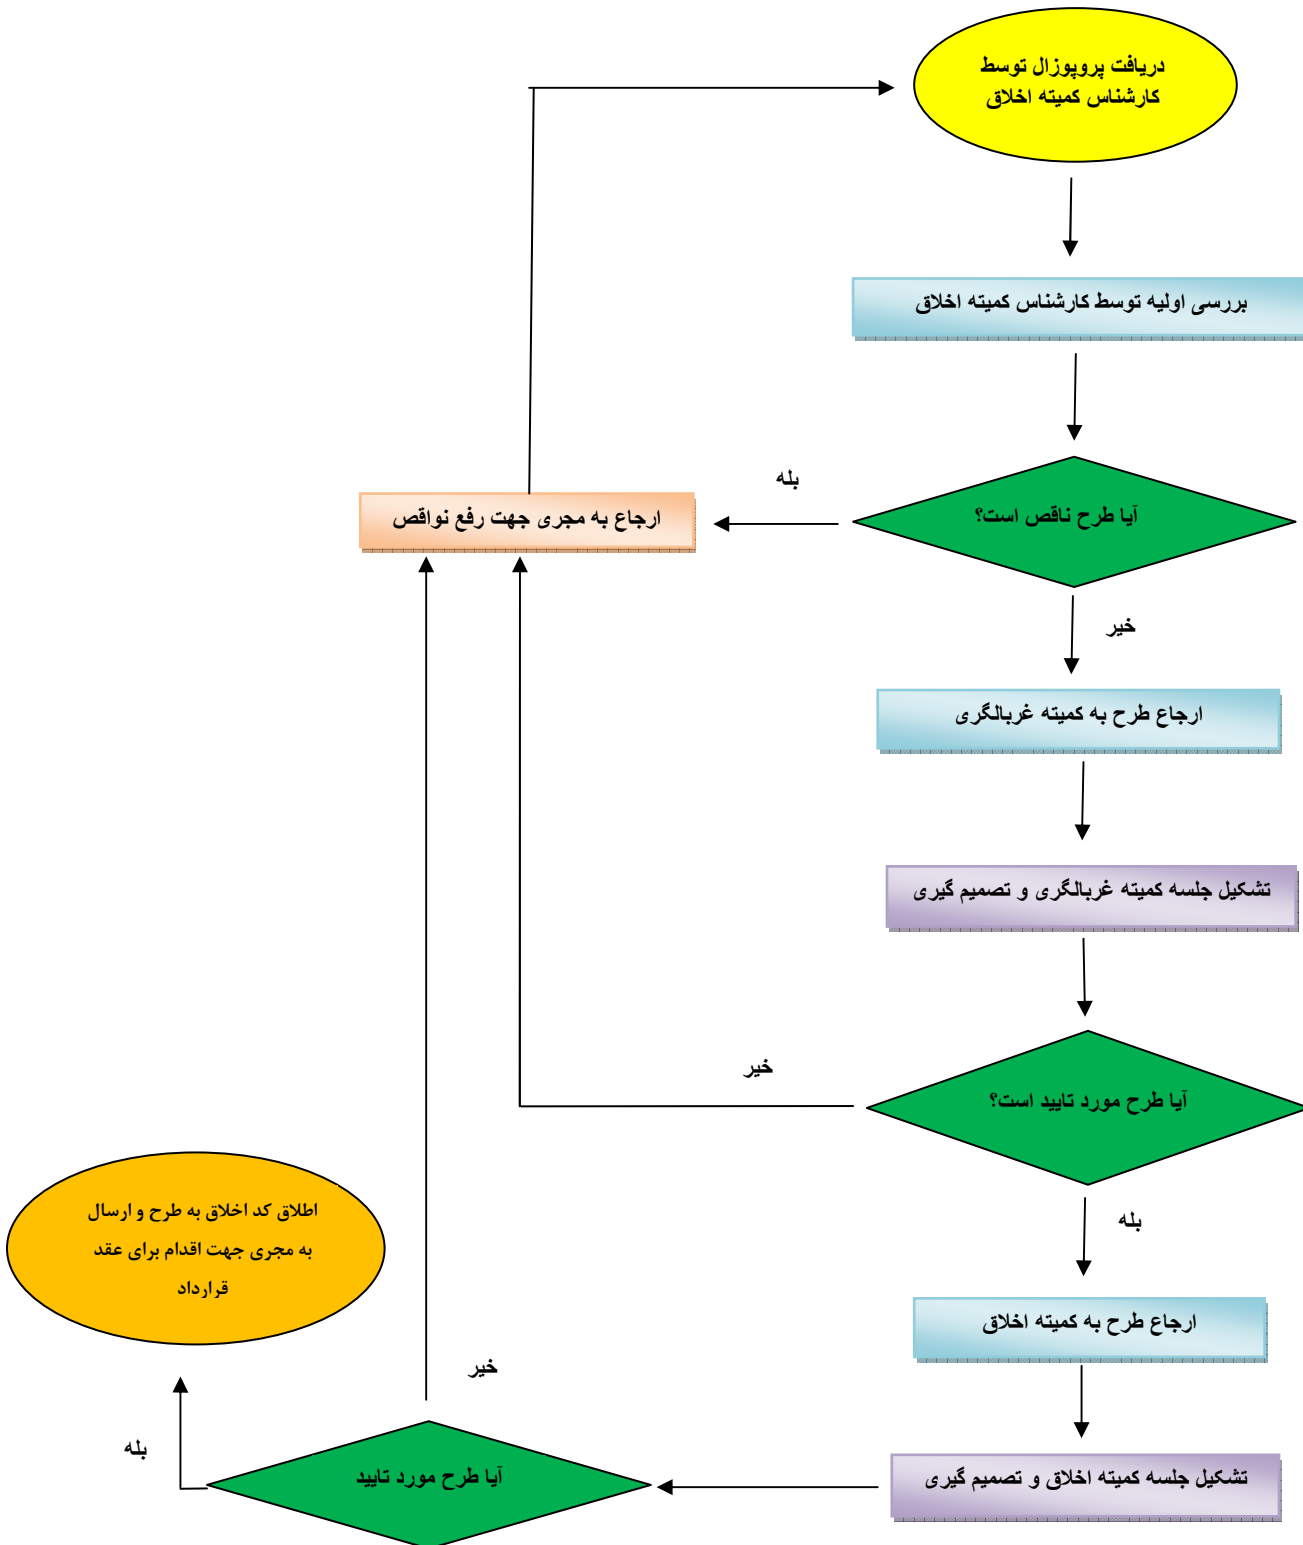 دریافت پروپوزال توسط
کارشناس کمیته اخلاق
بررسی اولیه توسط کارشناس کمیته اخلاق
آیا طرح ناقص است؟
بله
ارجاع به مجری جهت رفع نواقص
خیر
ارجاع طرح به کمیته غربالگری
تشکیل جلسه کمیته غربالگری و تصمیم گیری
آیا طرح مورد تایید است؟
خیر
بله
ارجاع طرح به کمیته اخلاق
تشکیل جلسه کمیته اخلاق و تصمیم گیری
آیا طرح مورد تایید
خیر
بله
اطلاق کد اخلاق به طرح و ارسال
به مجری جهت اقدام برای عقد
قرارداد